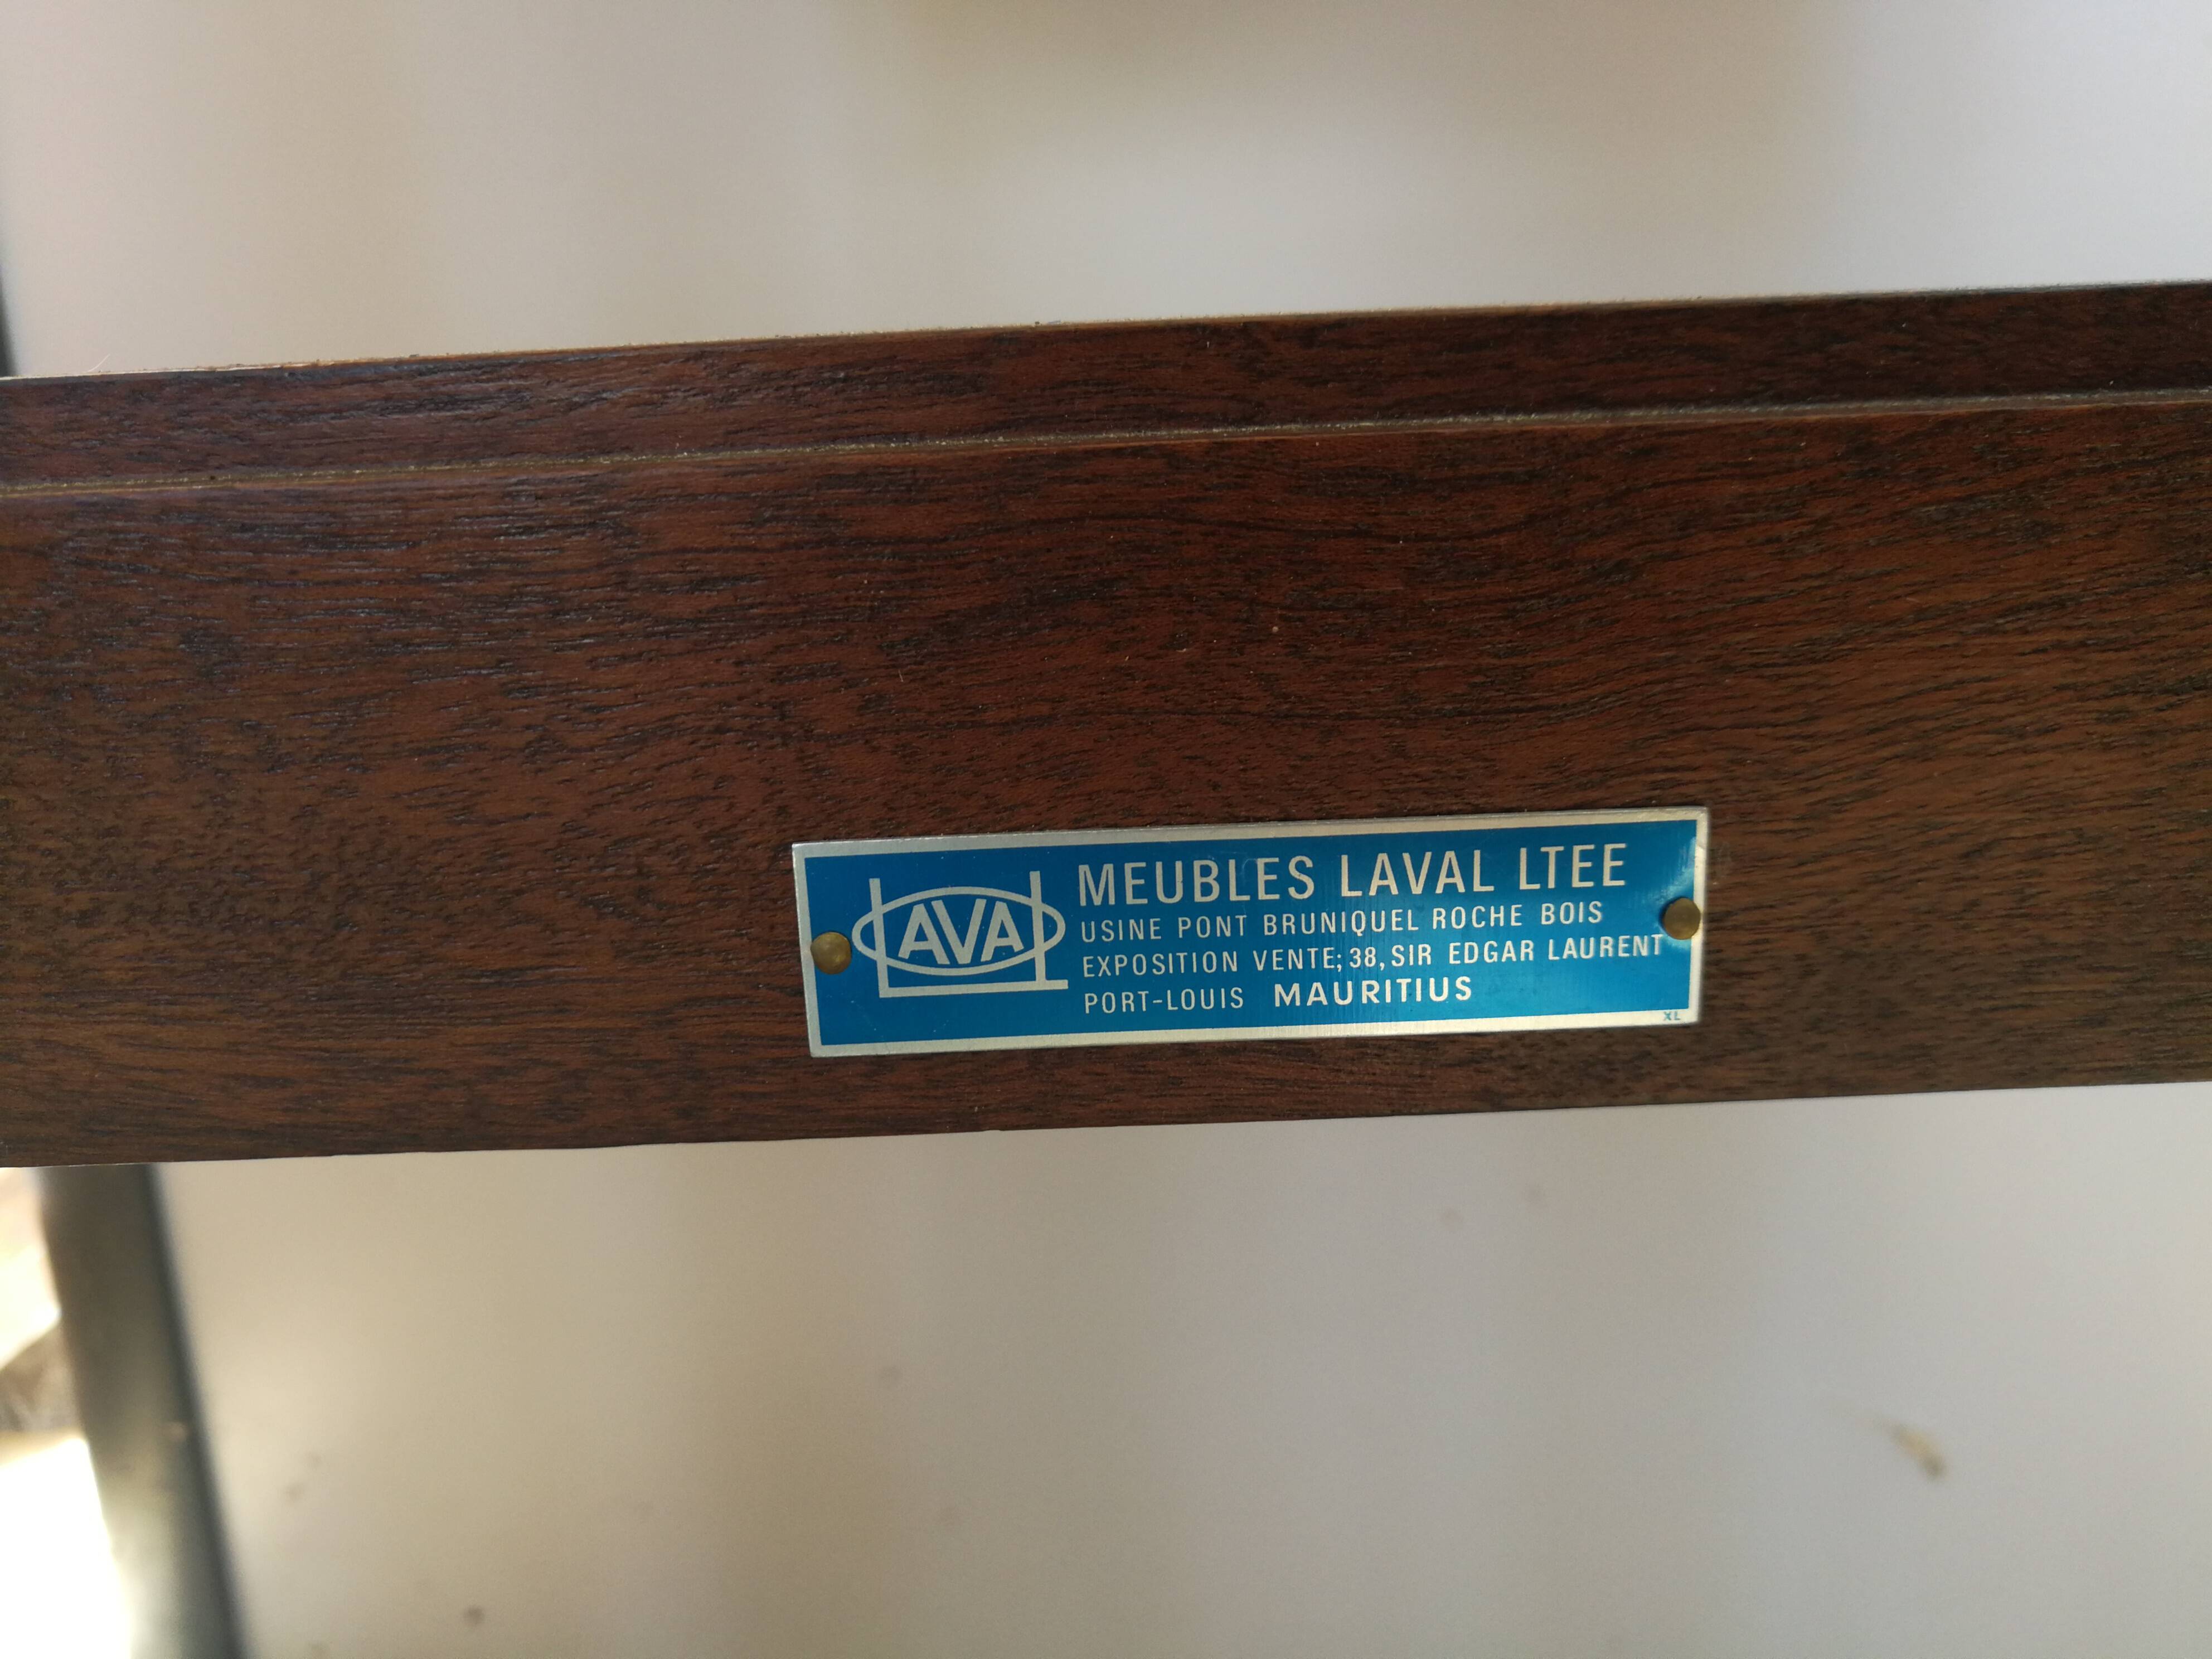 LAVAL
MEUBLES LAVAL LTEE
USINE PONT BRUNIQUEL ROCHE BOIS
EXPOSITION VENTE; 38, SIR EDGAR LAURENT
PORT-LOUIS MAURITIUS
XL